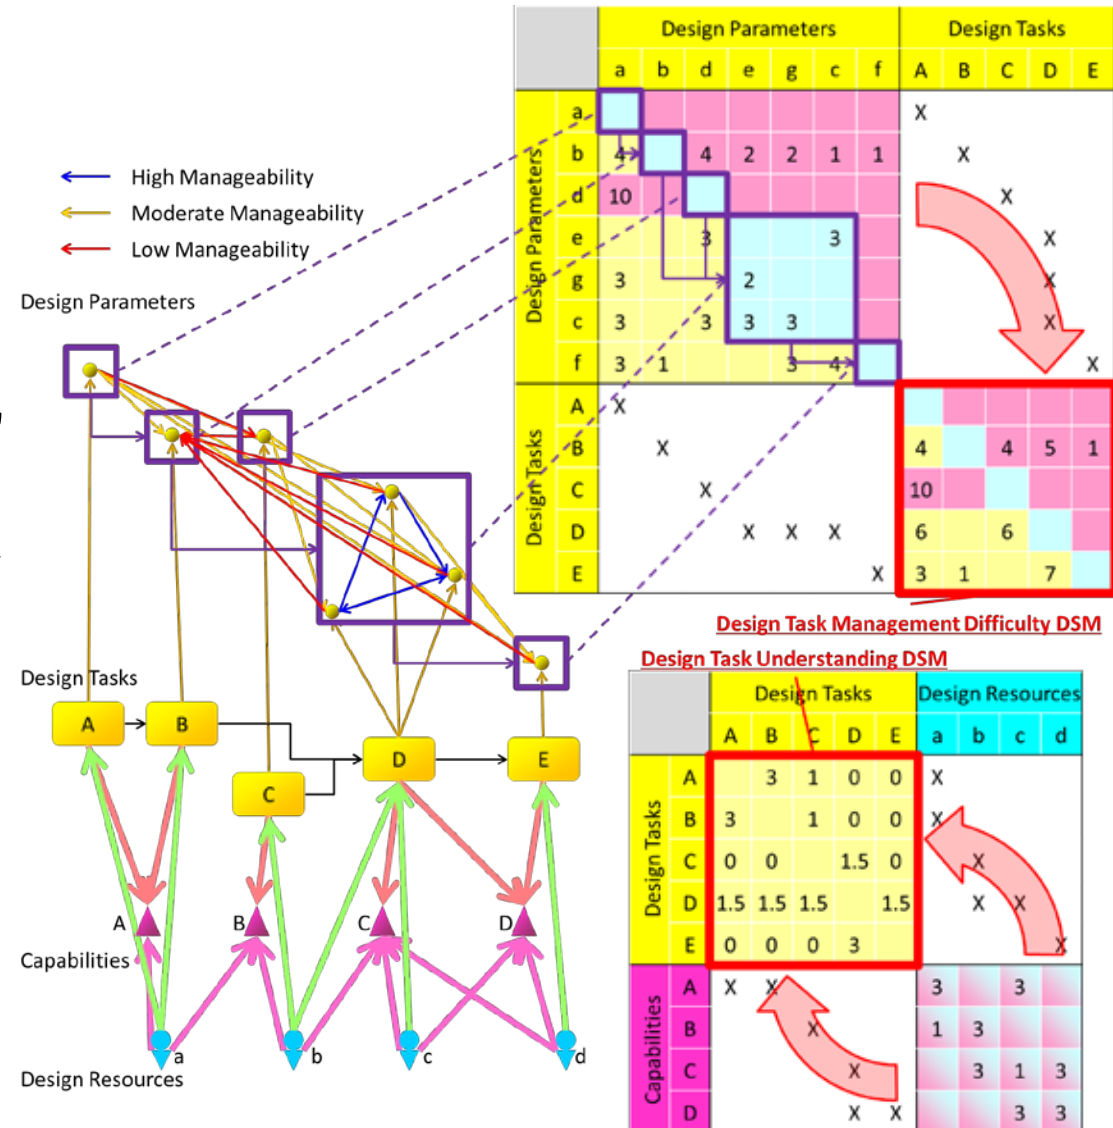 High Manageability
Moderate Manageability
Low Manageability
Design Parameters
Design Tasks
A
B
C
D
E
A
B
C
D
Capabilities
a
b
c
d
Design Resources
Design Parameters Design Tasks
a b d e g c f A B C D E
Design Parameters
a X
b 4 4 2 2 1 1 X
d 10 X
e 3 3 X
g 3 2 X
c 3 3 3 3 X
f 3 1 3 4 X
Design Tasks
A X
B X 4 4 5 1
C X 10
D X X X 6 6
E X 3 1 7
Design Task Management Difficulty DSM
Design Task Understanding DSM
Design Tasks Design Resources
A B C D E a b c d
Design Tasks
A 3 1 0 0 X
B 3 1 0 0 X
C 0 0 1.5 0 X
D 1.5 1.5 1.5 1.5 X X
E 0 0 0 3 X
Capabilities
A X X 3 3
B X 1 3
C X 3 1 3
D X X 3 3